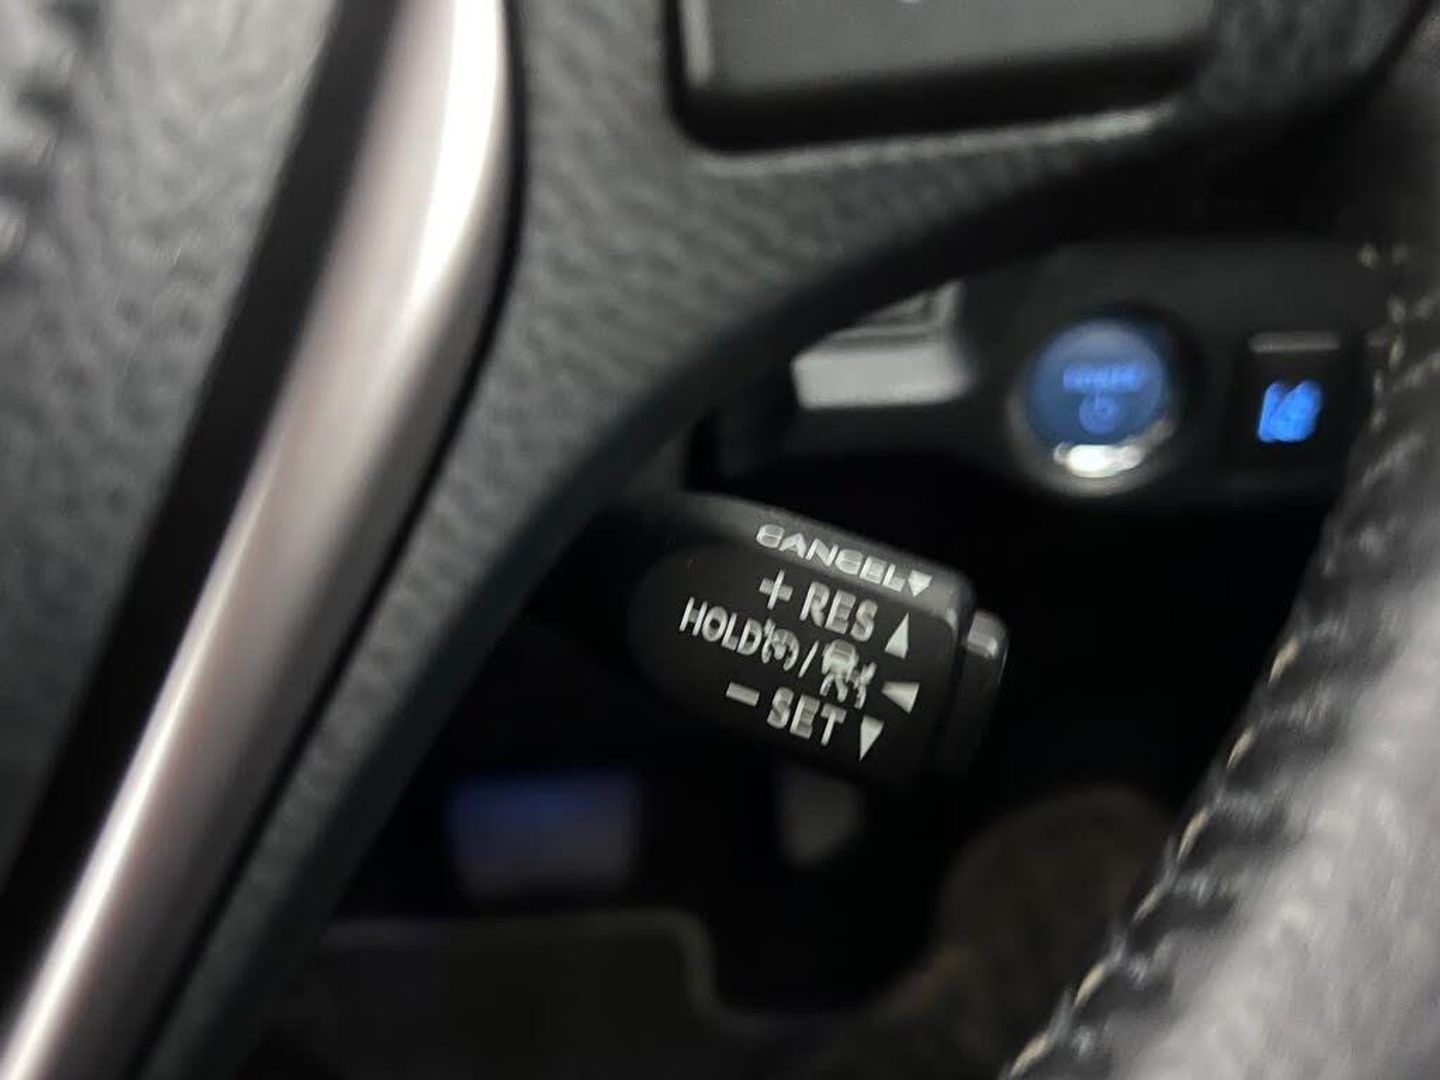 CANCEL▼
+ RES ▲
HOLD / ◀
− SET ▼